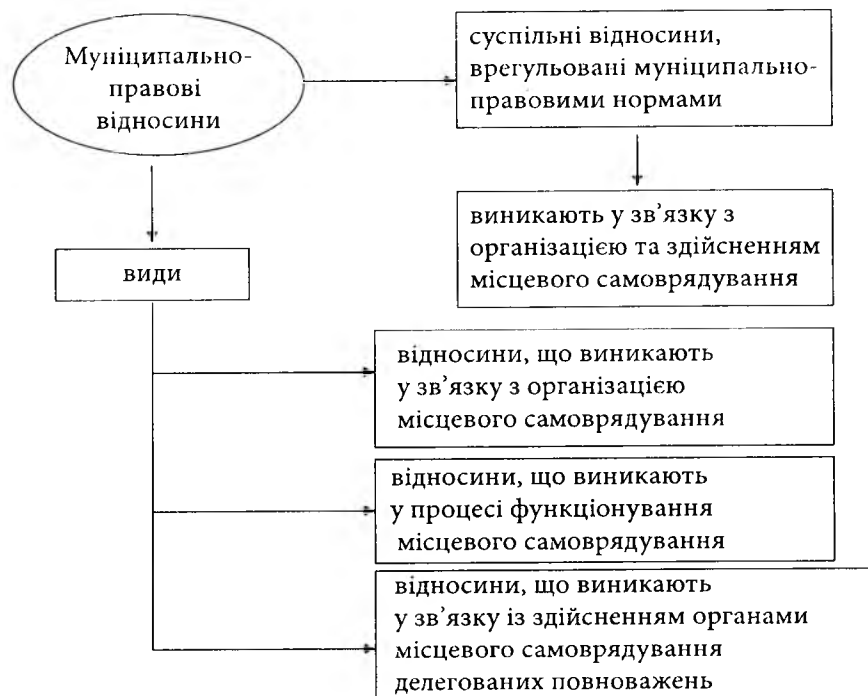 Муніципально-
правові
відносини
суспільні відносини,
врегульовані муніципально-
правовими нормами
виникають у зв’язку з
організацією та здійсненням
місцевого самоврядування
види
відносини, що виникають
у зв’язку з організацією
місцевого самоврядування
відносини, що виникають
у процесі функціонування
місцевого самоврядування
відносини, що виникають
у зв’язку із здійсненням органами
місцевого самоврядування
делегованих повноважень